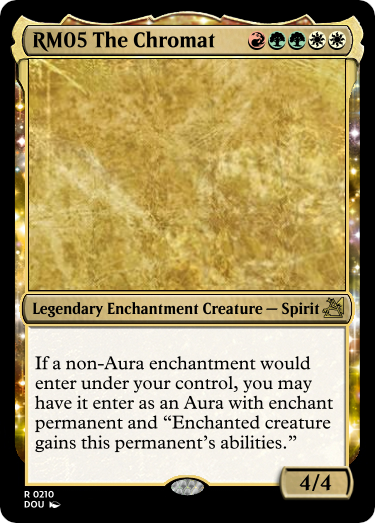 RM05 The Chromat
Legendary Enchantment Creature — Spirit
If a non-Aura enchantment would
enter under your control, you may
have it enter as an Aura with enchant
permanent and “Enchanted creature
gains this permanent’s abilities.”
4/4
R 0210
DOU